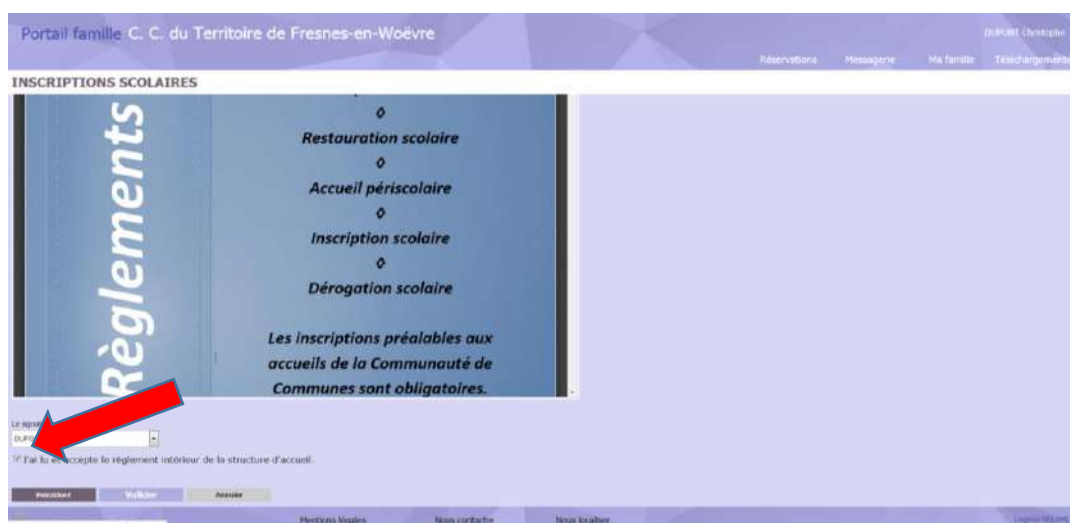 Portail famille C. C. du Territoire de Fresnes-en-Woëvre
DUPONT Christophe
Réservations Messagerie Ma famille Téléchargements
INSCRIPTIONS SCOLAIRES
Règlements
◊
Restauration scolaire
◊
Accueil périscolaire
◊
Inscription scolaire
◊
Dérogation scolaire
Les inscriptions préalables aux
accueils de la Communauté de
Communes sont obligatoires.
Le
J'ai lu et accepte le règlement intérieur de la structure d'accueil.
Précédent Valider Annuler
Mentions légales Nous contacter Nous localiser